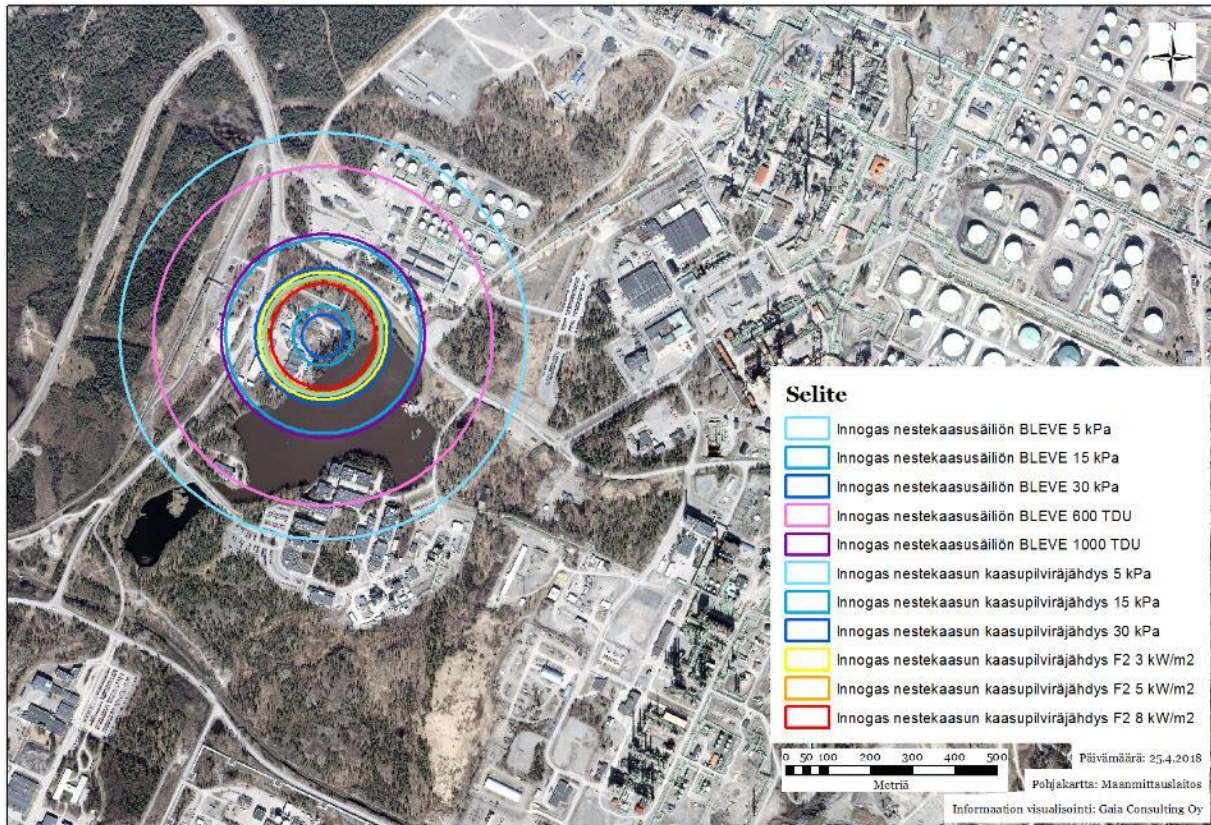 Selite
Innogas nestekaasusäiliön BLEVE 5 kPa
Innogas nestekaasusäiliön BLEVE 15 kPa
Innogas nestekaasusäiliön BLEVE 30 kPa
Innogas nestekaasusäiliön BLEVE 600 TDU
Innogas nestekaasusäiliön BLEVE 1000 TDU
Innogas nestekaasun kaasupilviräjähdys 5 kPa
Innogas nestekaasun kaasupilviräjähdys 15 kPa
Innogas nestekaasun kaasupilviräjähdys 30 kPa
Innogas nestekaasun kaasupilviräjähdys F2 3 kW/m2
Innogas nestekaasun kaasupilviräjähdys F2 5 kW/m2
Innogas nestekaasun kaasupilviräjähdys F2 8 kW/m2
0 50 100 200 300 400 500
Metriä
Päivämäärä: 25.4.2018
Pohjakartta: Maanmittauslaitos
Informaation visualisointi: Gaia Consulting Oy